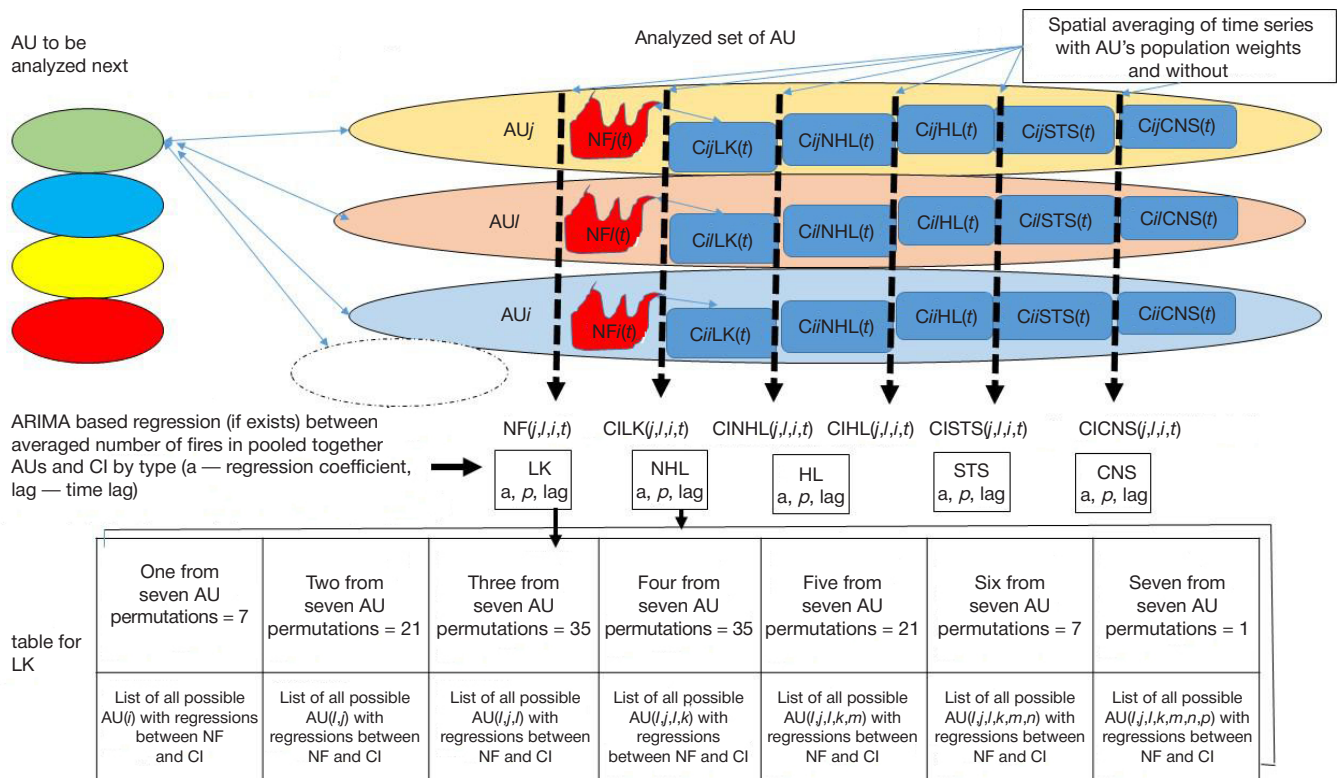 AU to be
analyzed next
Analyzed set of AU
Spatial averaging of time series
with AU's population weights
and without
AUj
NFj(t)
CijLK(t)
CijNHL(t)
CijHL(t)
CijSTS(t)
CijCNS(t)
AUl
NFl(t)
CilLK(t)
CilNHL(t)
CilHL(t)
CilSTS(t)
CilCNS(t)
AUi
NFi(t)
CiiLK(t)
CiiNHL(t)
CiiHL(t)
CiiSTS(t)
CiiCNS(t)
ARIMA based regression (if exists) between
averaged number of fires in pooled together
AUs and CI by type (a — regression coefficient,
lag — time lag)
NF(j,l,i,t)
CILK(j,l,i,t)
CINHL(j,l,i,t)
CIHL(j,l,i,t)
CISTS(j,l,i,t)
CICNS(j,l,i,t)
LK
a, p, lag
NHL
a, p, lag
HL
a, p, lag
STS
a, p, lag
CNS
a, p, lag
table for
LK
One from
seven AU
permutations = 7
Two from
seven AU
permutations = 21
Three from
seven AU
permutations = 35
Four from
seven AU
permutations = 35
Five from
seven AU
permutations = 21
Six from
seven AU
permutations = 7
Seven from
seven AU
permutations = 1
List of all possible
AU(i) with regressions
between NF
and CI
List of all possible
AU(I,j) with
regressions between
NF and CI
List of all possible
AU(I,j,l) with
regressions between
NF and CI
List of all possible
AU(I,j,l,k) with
regressions
between NF and CI
List of all possible
AU(I,j,l,k,m) with
regressions between
NF and CI
List of all possible
AU(I,j,l,k,m,n) with
regressions between
NF and CI
List of all possible
AU(I,j,l,k,m,n,p) with
regressions between
NF and CI